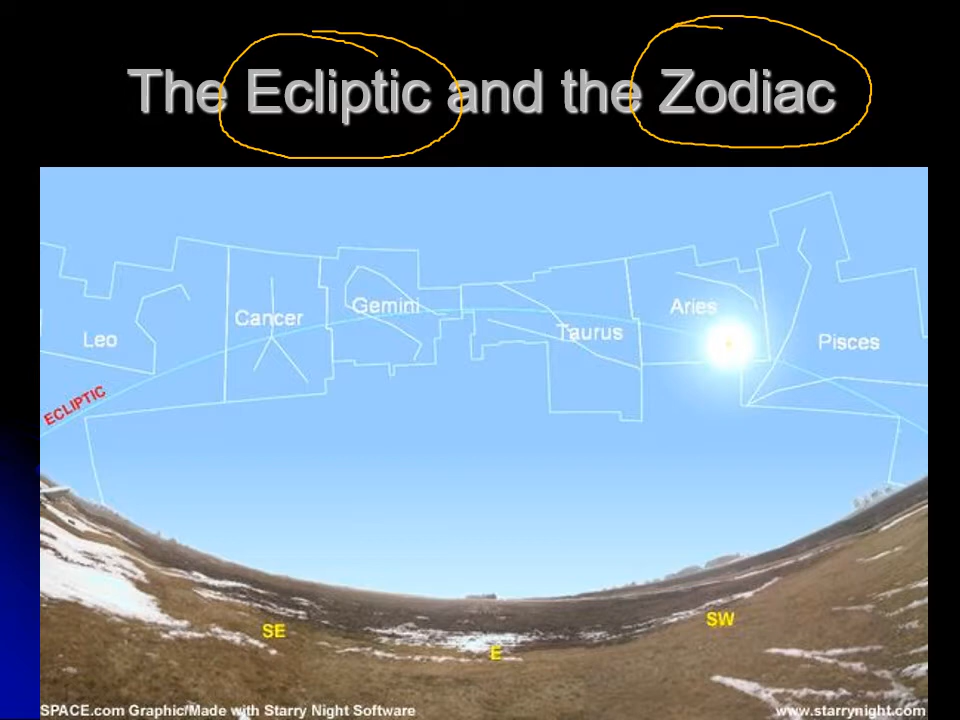 The Ecliptic and the Zodiac
Leo
Cancer
Gemini
Taurus
Aries
Pisces
ECLIPTIC
SE
E
SW
SPACE.com Graphic/Made with Starry Night Software
www.starrynight.com